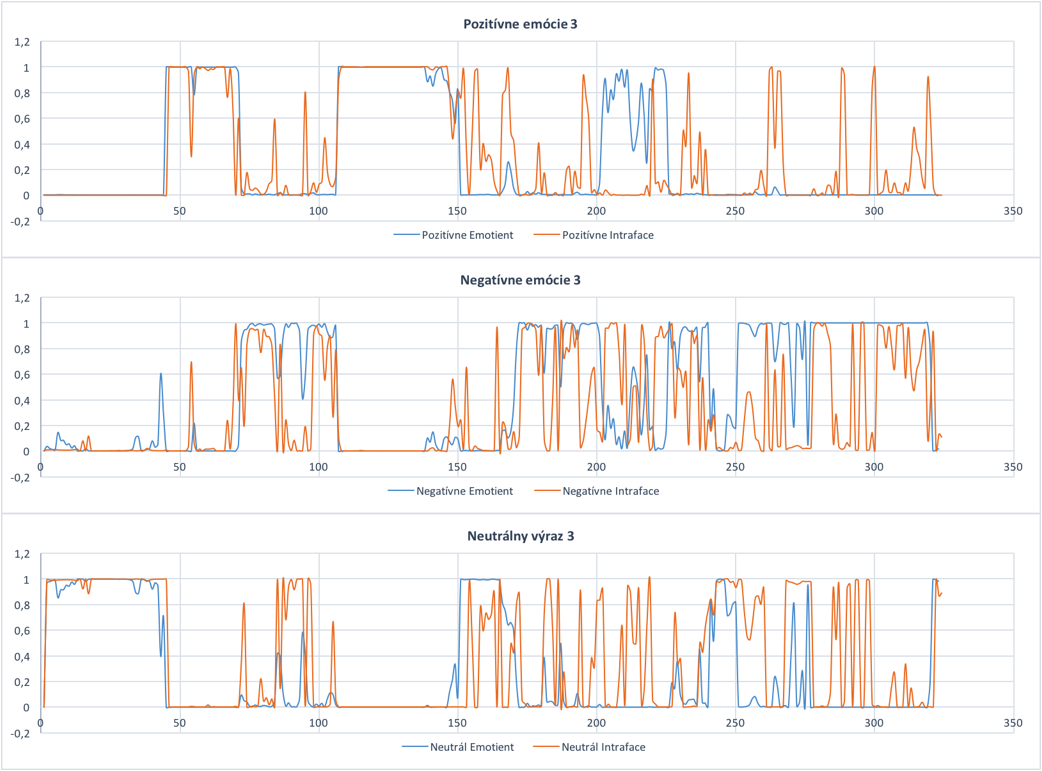 Pozitívne emócie 3
1,2
1
0,8
0,6
0,4
0,2
0
-0,2
0 50 100 150 200 250 300 350
Pozitívne Emotient Pozitívne Intraface
Negatívne emócie 3
1,2
1
0,8
0,6
0,4
0,2
0
-0,2
0 50 100 150 200 250 300 350
Negatívne Emotient Negatívne Intraface
Neutrálny výraz 3
1,2
1
0,8
0,6
0,4
0,2
0
-0,2
0 50 100 150 200 250 300 350
Neutrál Emotient Neutrál Intraface